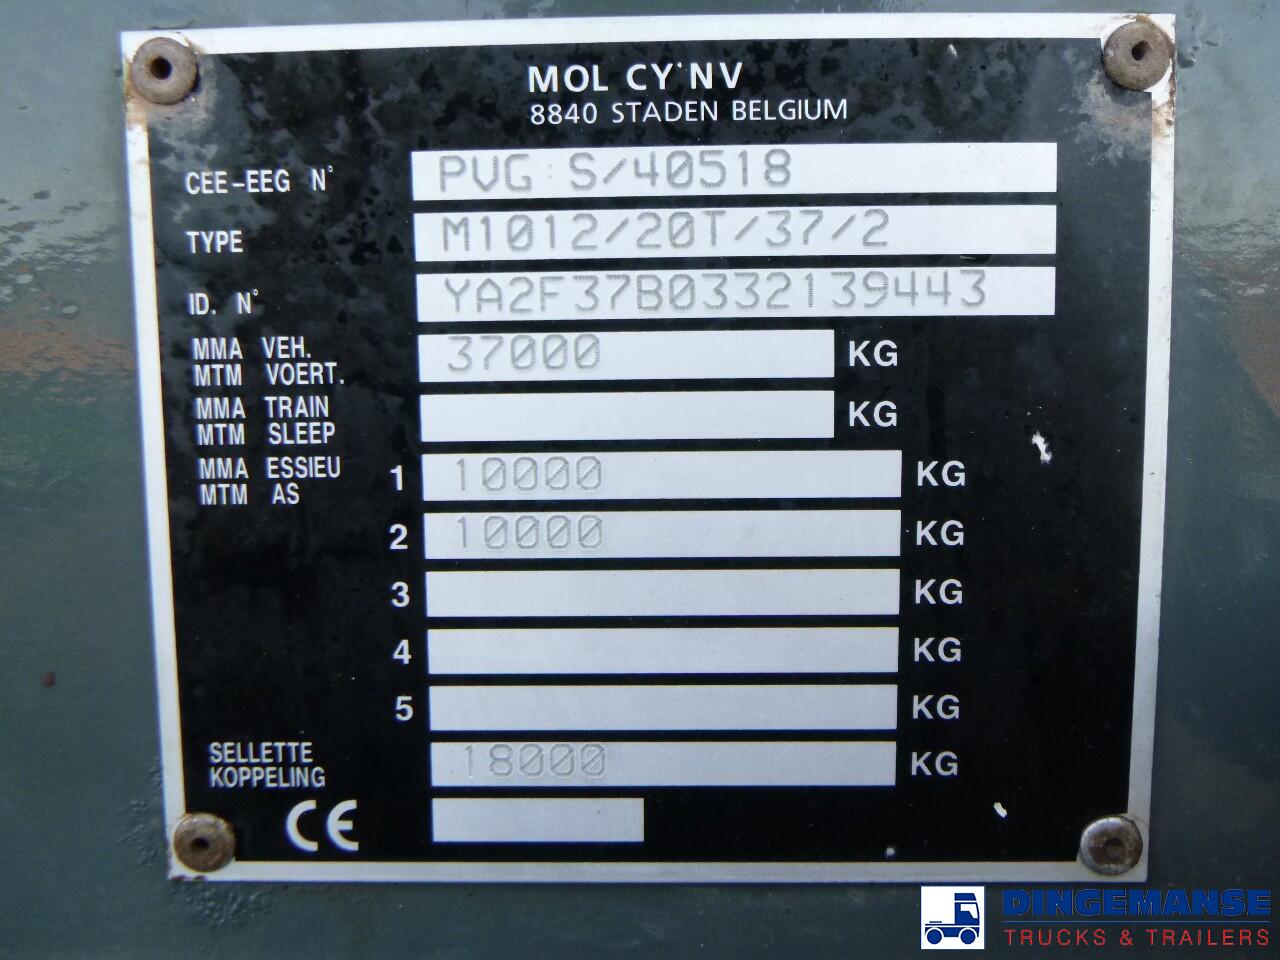 MOL CY NV
8840 STADEN BELGIUM
CEE-EEG N° PVG S/40518
TYPE M1012/20T/37/2
ID. N° YA2F37B0332139443
MMA VEH.
MTM VOERT. 37000 KG
MMA TRAIN
MTM SLEEP KG
MMA ESSIEU
MTM AS 1 10000 KG
2 10000 KG
3 KG
4 KG
5 KG
SELLETTE
KOPPELING 18000 KG
CE
DINGEMANSE
TRUCKS & TRAILERS